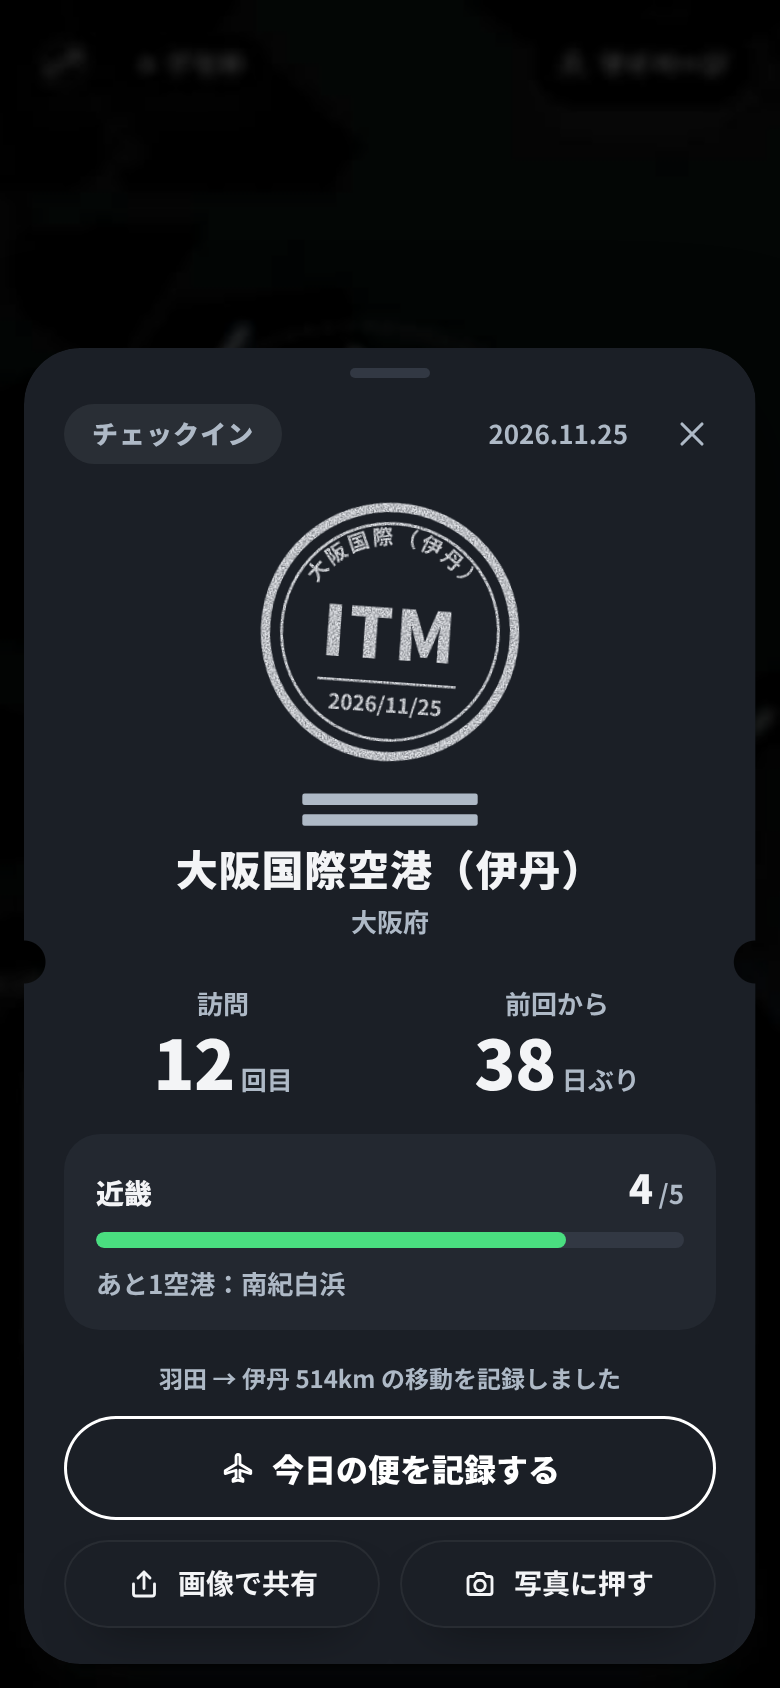 チェックイン
2026.11.25
大阪国際（伊丹）
ITM
2026/11/25
大阪国際空港（伊丹）
大阪府
訪問
12回目
前回から
38日ぶり
近畿
4/5
あと1空港：南紀白浜
羽田 → 伊丹 514km の移動を記録しました
今日の便を記録する
画像で共有
写真に押す